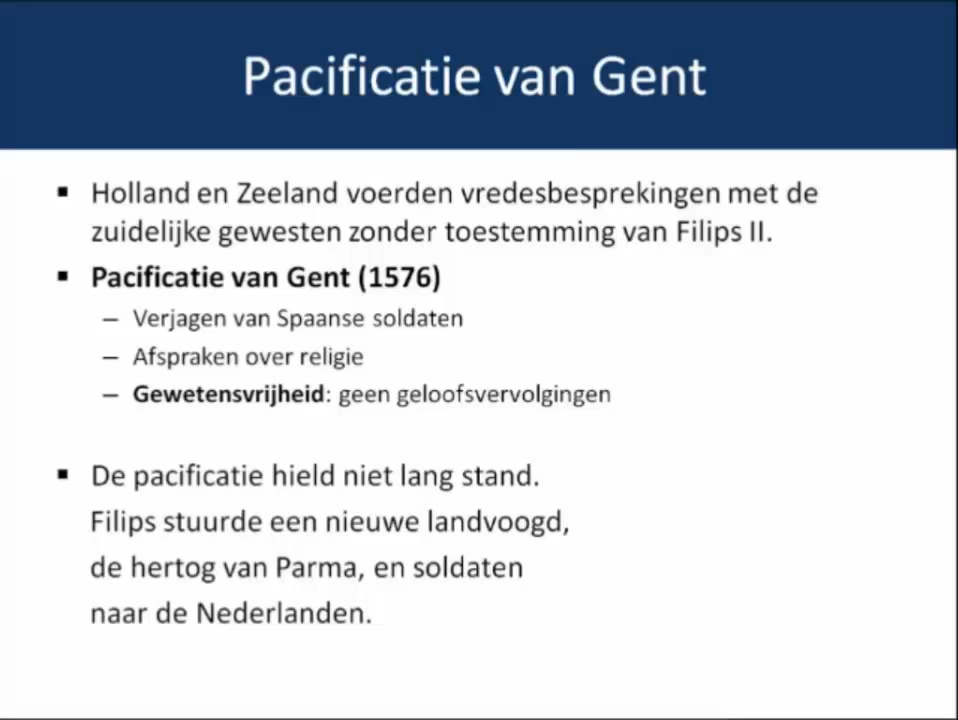 Pacificatie van Gent
▪ Holland en Zeeland voerden vredesbesprekingen met de
zuidelijke gewesten zonder toestemming van Filips II.
▪ Pacificatie van Gent (1576)
– Verjagen van Spaanse soldaten
– Afspraken over religie
– Gewetensvrijheid: geen geloofsvervolgingen
▪ De pacificatie hield niet lang stand.
Filips stuurde een nieuwe landvoogd,
de hertog van Parma, en soldaten
naar de Nederlanden.